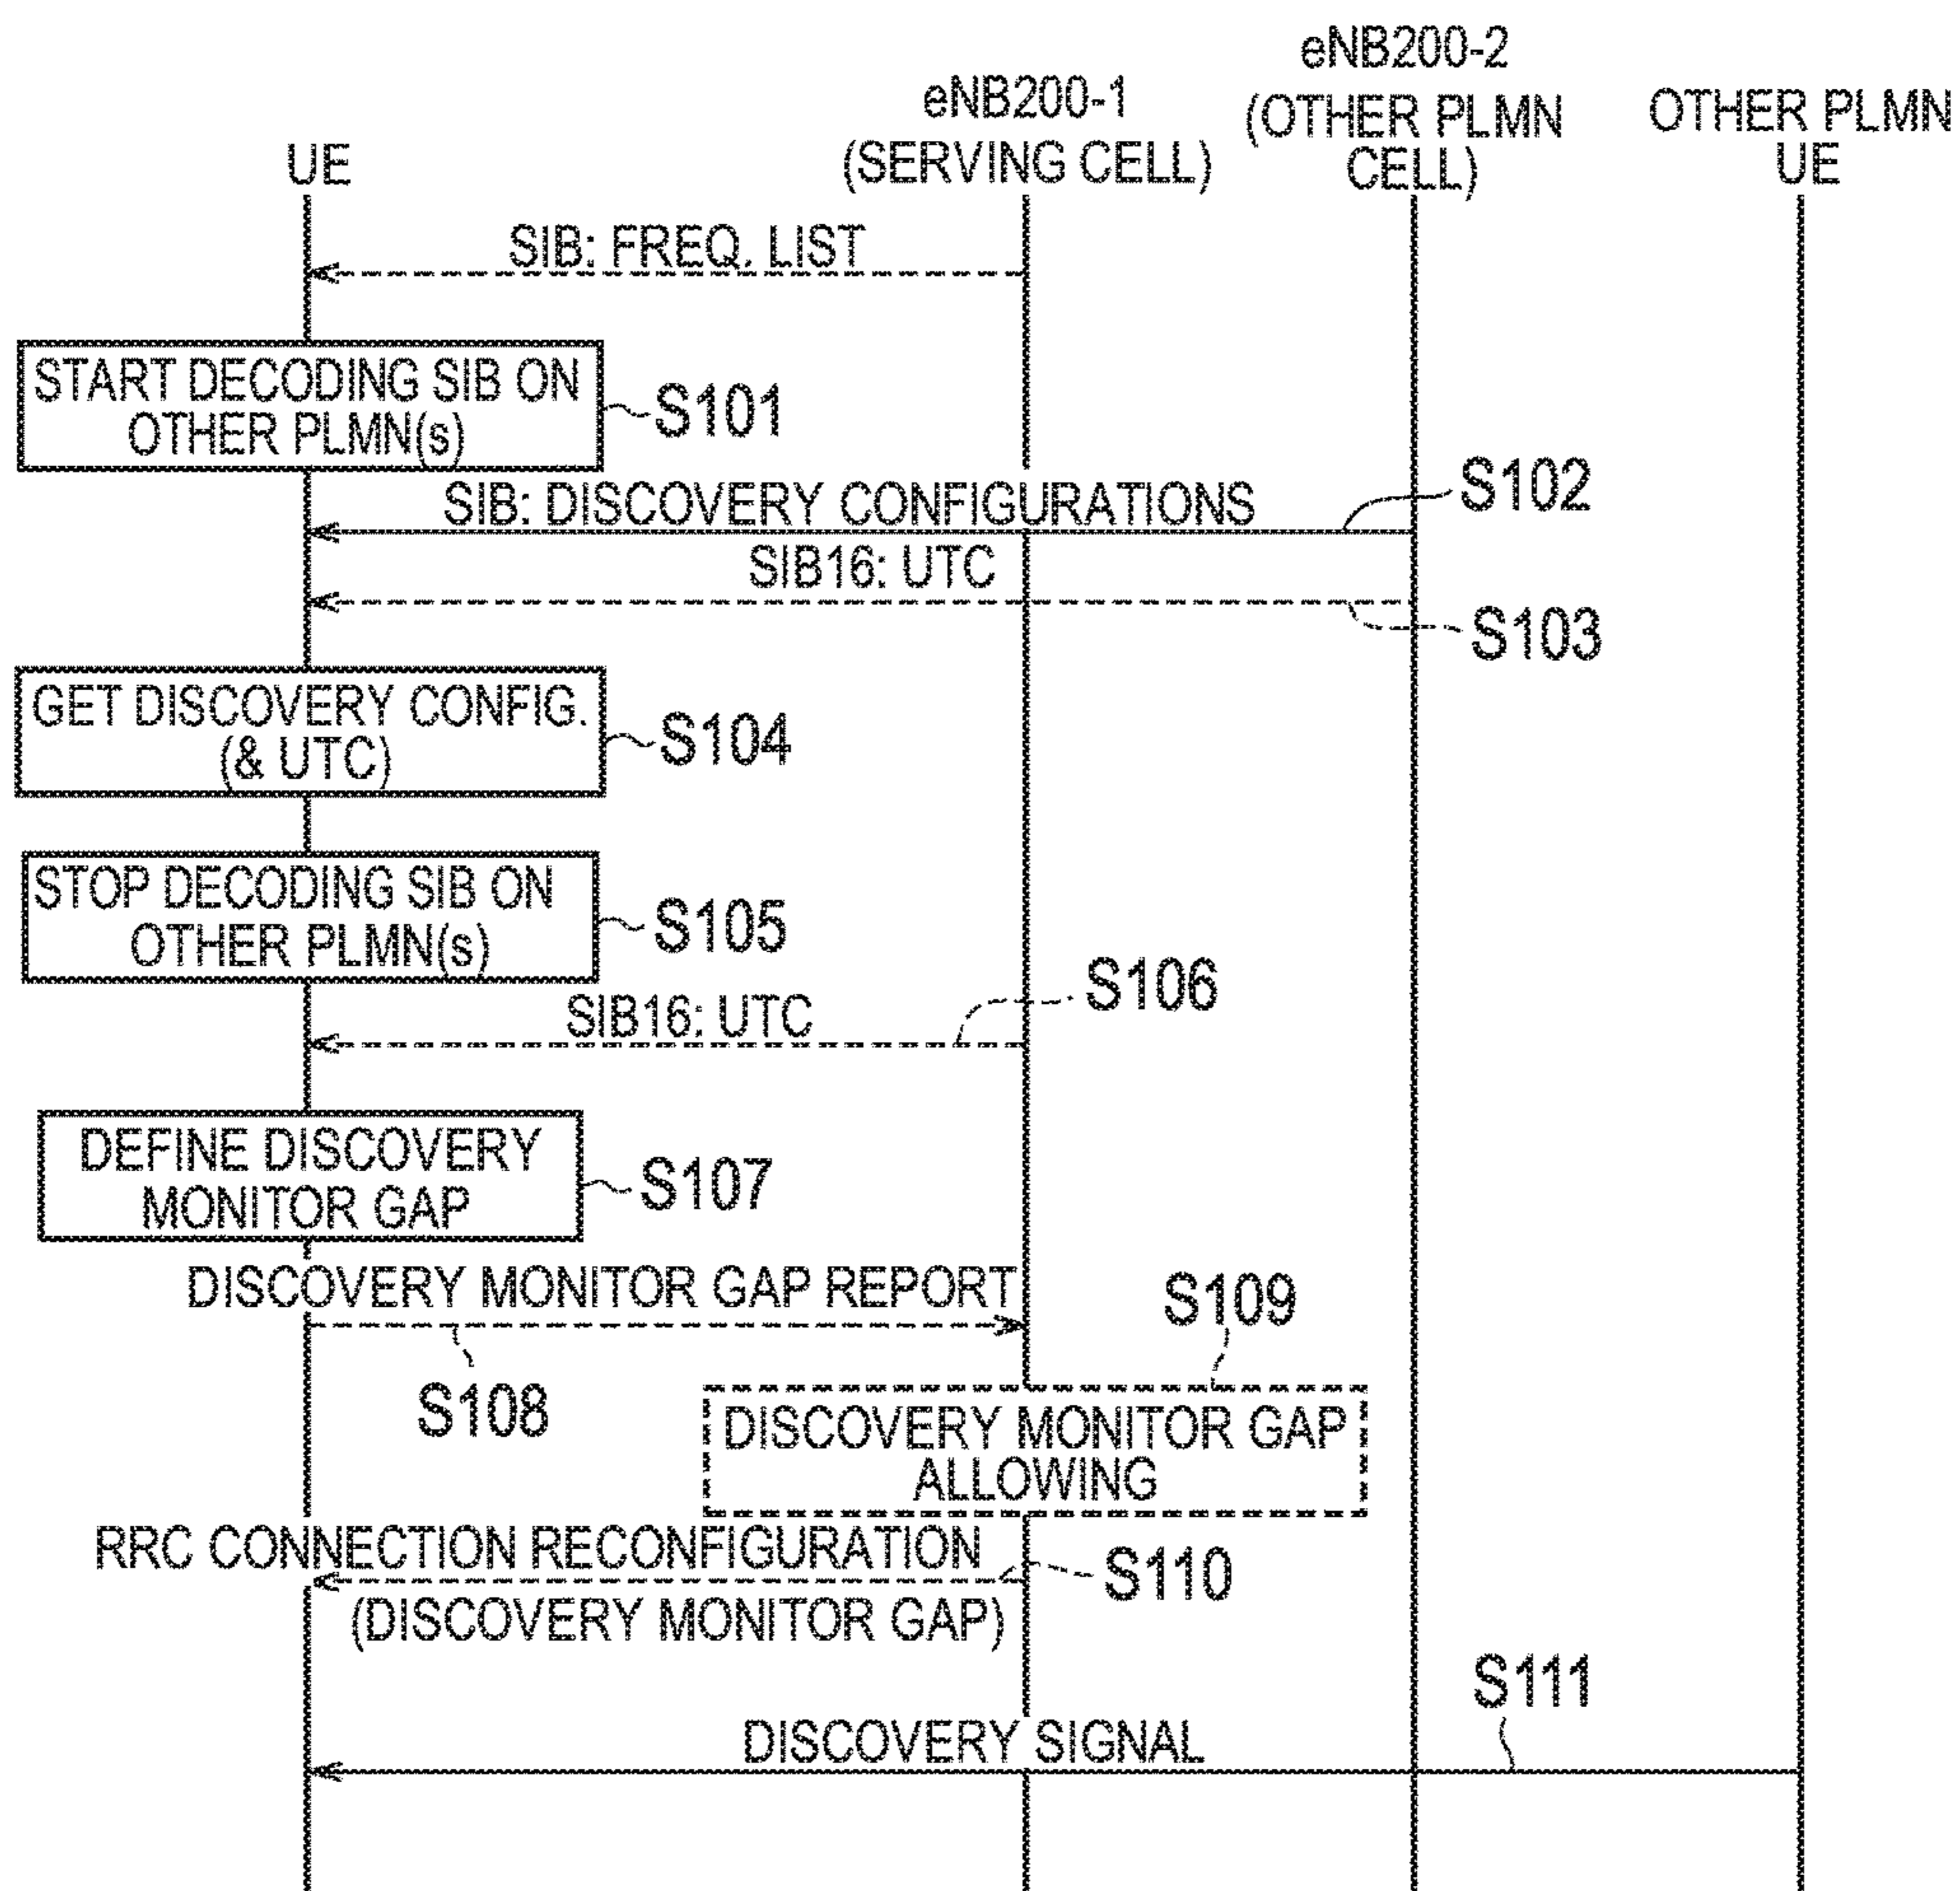 eNB200-2
(OTHER PLMN
CELL)
eNB200-1
(SERVING CELL)
OTHER PLMN
UE
UE
SIB: FREQ. LIST
START DECODING SIB ON
OTHER PLMN(s)
S101
SIB: DISCOVERY CONFIGURATIONS
S102
SIB16: UTC
S103
GET DISCOVERY CONFIG.
(& UTC)
S104
STOP DECODING SIB ON
OTHER PLMN(s)
S105
SIB16: UTC
S106
DEFINE DISCOVERY
MONITOR GAP
S107
DISCOVERY MONITOR GAP REPORT
S108
S109
DISCOVERY MONITOR GAP
ALLOWING
RRC CONNECTION RECONFIGURATION
(DISCOVERY MONITOR GAP)
S110
S111
DISCOVERY SIGNAL